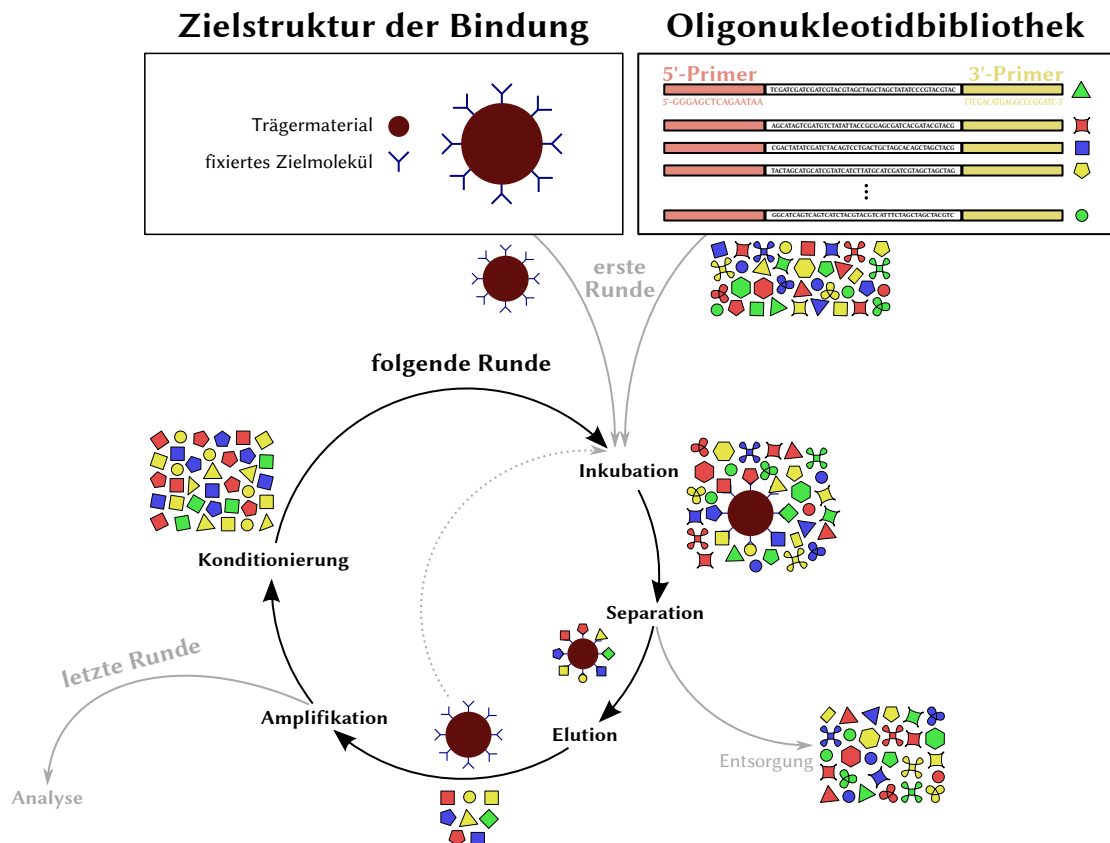 Zielstruktur der Bindung
Oligonukleotidbibliothek
Trägermaterial
fixiertes Zielmolekül
5'-Primer
3'-Primer
TCGATCGATCGATCGTACGTAGCTAGCTAGCTATATCCCGTACGTAC
5'-GGGAGCTCAGAATAA
TTCGACATGAGGCCCGGATC-3'
AGCATAGTCGATGTCTATATTACCGCGAGCGATCACGATACGTACG
CGACTATATCGATCTACAGTCCTGACTGCTAGCACAGCTAGCTACG
TACTAGCATGCATCGTATCATCTTATGCATCGATCGTAGCTAGCTAG
GGCATCAGTCAGTCATCTACGTACGTCATTTCTAGCTAGCTACGTC
erste
Runde
folgende Runde
Inkubation
Konditionierung
Separation
letzte Runde
Amplifikation
Elution
Entsorgung
Analyse